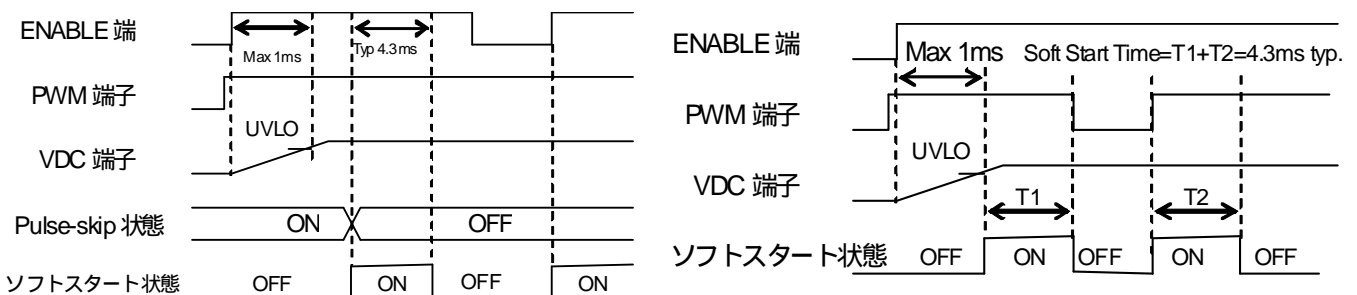 ENABLE 端
Max 1ms
Typ 4.3ms
PWM 端子
UVLO
VDC 端子
Pulse-skip 状態
ON
OFF
ソフトスタート状態
OFF
ON
OFF
ON
ENABLE 端
Max 1ms
Soft Start Time=T1+T2=4.3ms typ.
PWM 端子
UVLO
VDC 端子
T1
T2
ソフトスタート状態
OFF
ON
OFF
ON
OFF